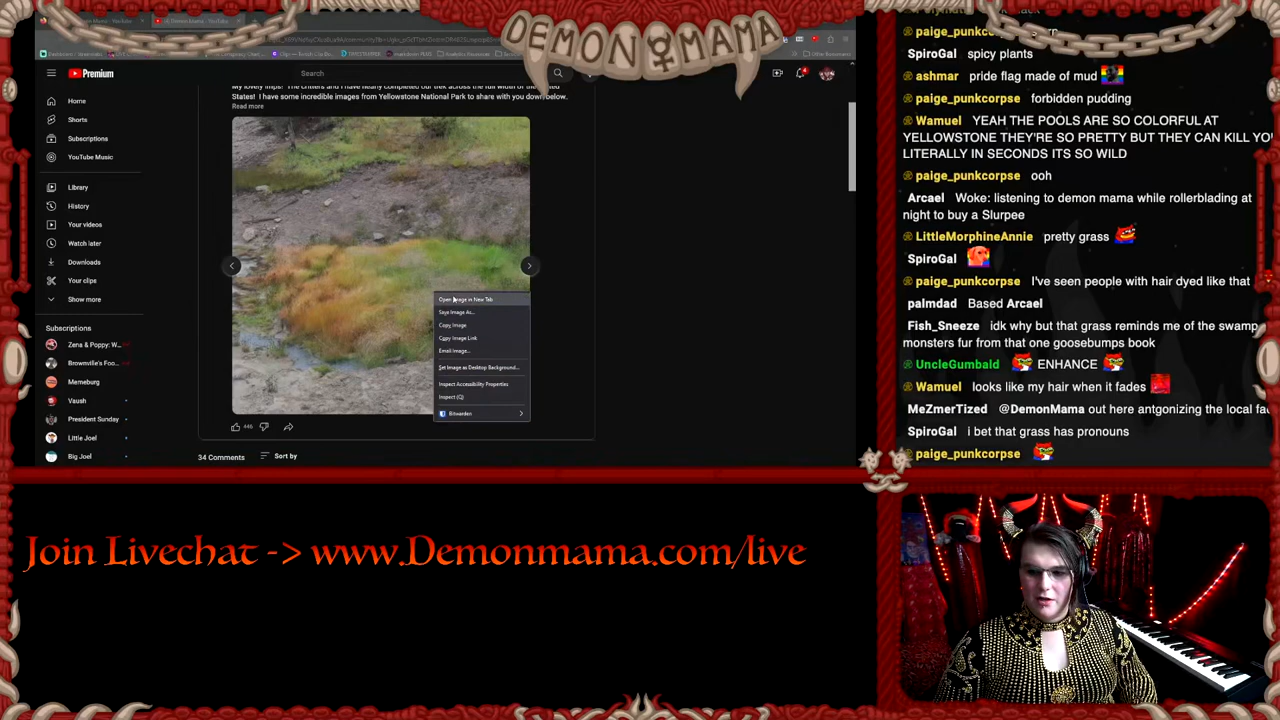 DEMON MAMA
Premium
Search
Home
Shorts
Subscriptions
YouTube Music
Library
History
Your videos
Watch later
Downloads
Your clips
Show more
Subscriptions
Zena & Poppy: W...
Brownville's Foo...
Memeburg
Vaush
President Sunday
Little Joel
Big Joel
My lovely imps! The critters and I have nearly completed our trek across the full width of the United
States! I have some incredible images from Yellowstone National Park to share with you down below.
Read more
Open Image in New Tab
Save Image As...
Copy Image
Copy Image Link
Email Image...
Set Image as Desktop Background...
Inspect Accessibility Properties
Inspect (Q)
Bitwarden
446
34 Comments
Sort by
SpiroGal spicy plants
ashmar pride flag made of mud
paige_punkcorpse forbidden pudding
Wamuel YEAH THE POOLS ARE SO COLORFUL AT
YELLOWSTONE THEY'RE SO PRETTY BUT THEY CAN KILL YOU
LITERALLY IN SECONDS ITS SO WILD
paige_punkcorpse ooh
Arcael Woke: listening to demon mama while rollerblading at
night to buy a Slurpee
LittleMorphineAnnie pretty grass
SpiroGal
paige_punkcorpse I've seen people with hair dyed like that
palmdad Based Arcael
Fish_Sneeze idk why but that grass reminds me of the swamp
monsters fur from that one goosebumps book
UncleGumbald ENHANCE
Wamuel looks like my hair when it fades
MeZmerTized @DemonMama out here antgonizing the local fa
SpiroGal i bet that grass has pronouns
paige_punkcorpse
Join Livechat -> www.Demonmama.com/live